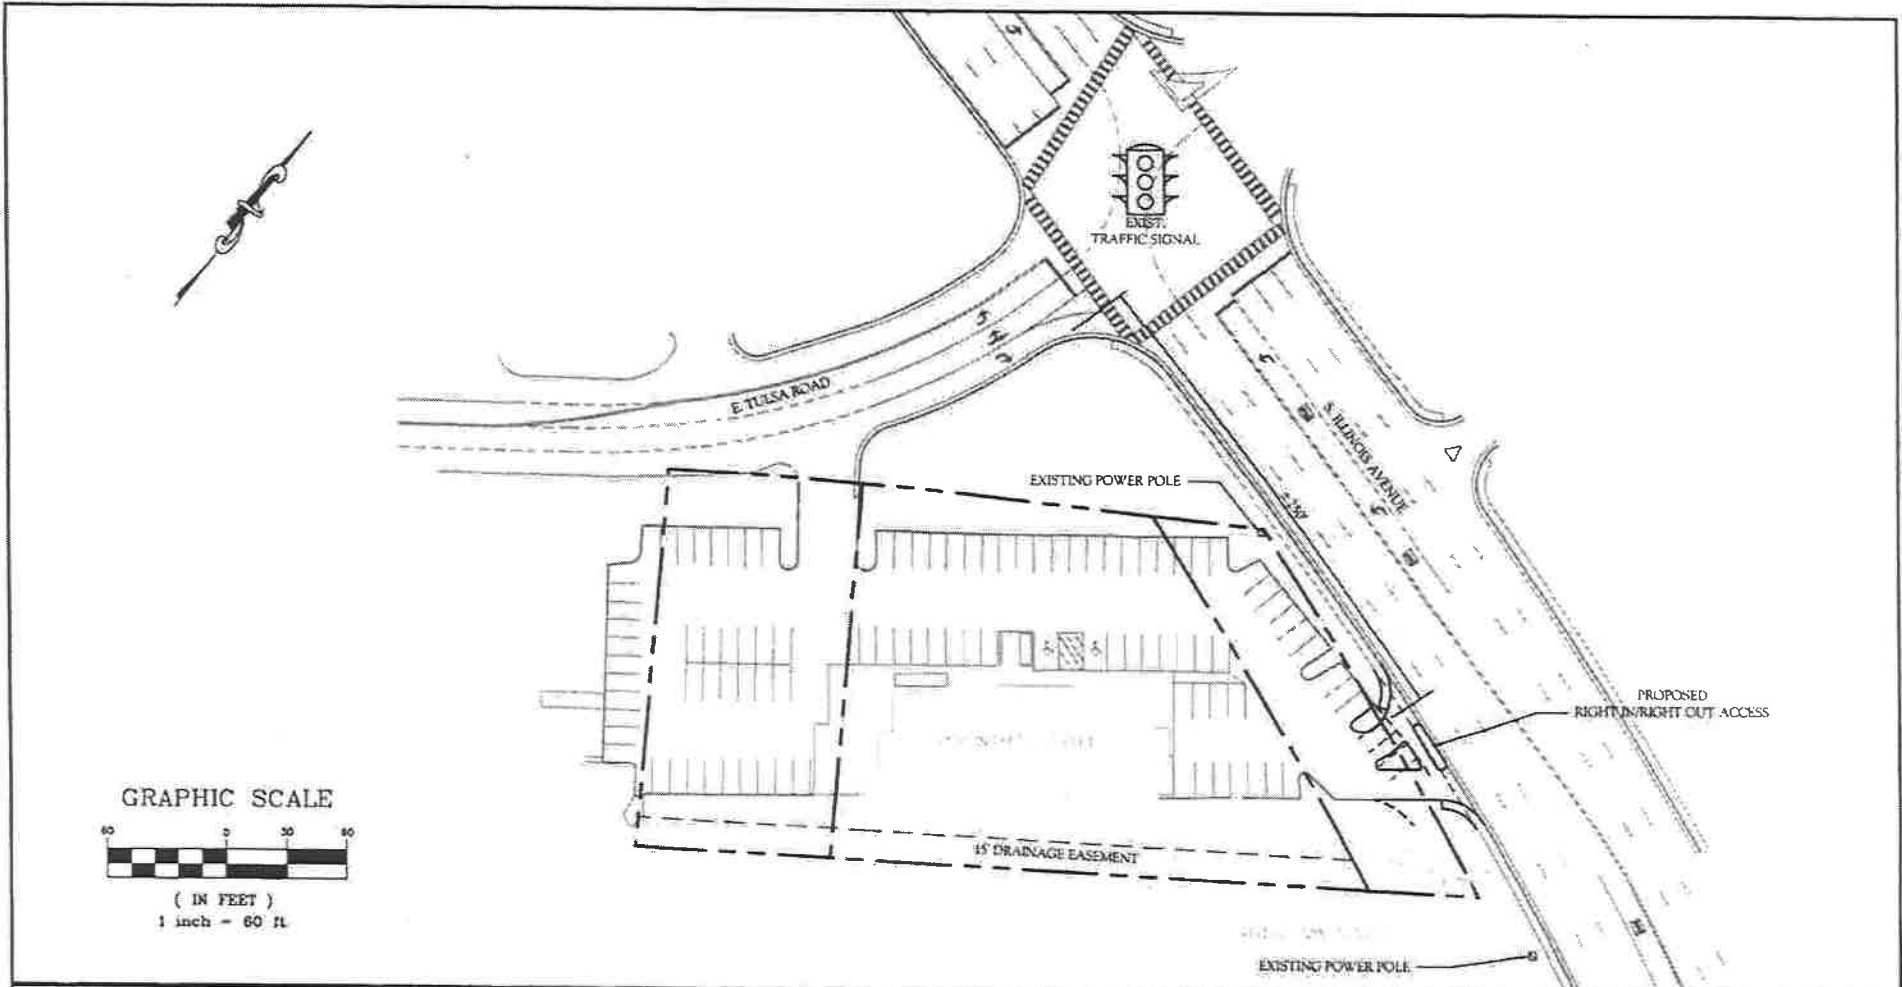 EXIST.
TRAFFIC SIGNAL
E. TULSA ROAD
S. ILLINOIS AVENUE
EXISTING POWER POLE
PROPOSED
RIGHT IN/RIGHT OUT ACCESS
15' DRAINAGE EASEMENT
EXISTING POWER POLE
GRAPHIC SCALE
60 0 30 60
( IN FEET )
1 inch = 60 ft.